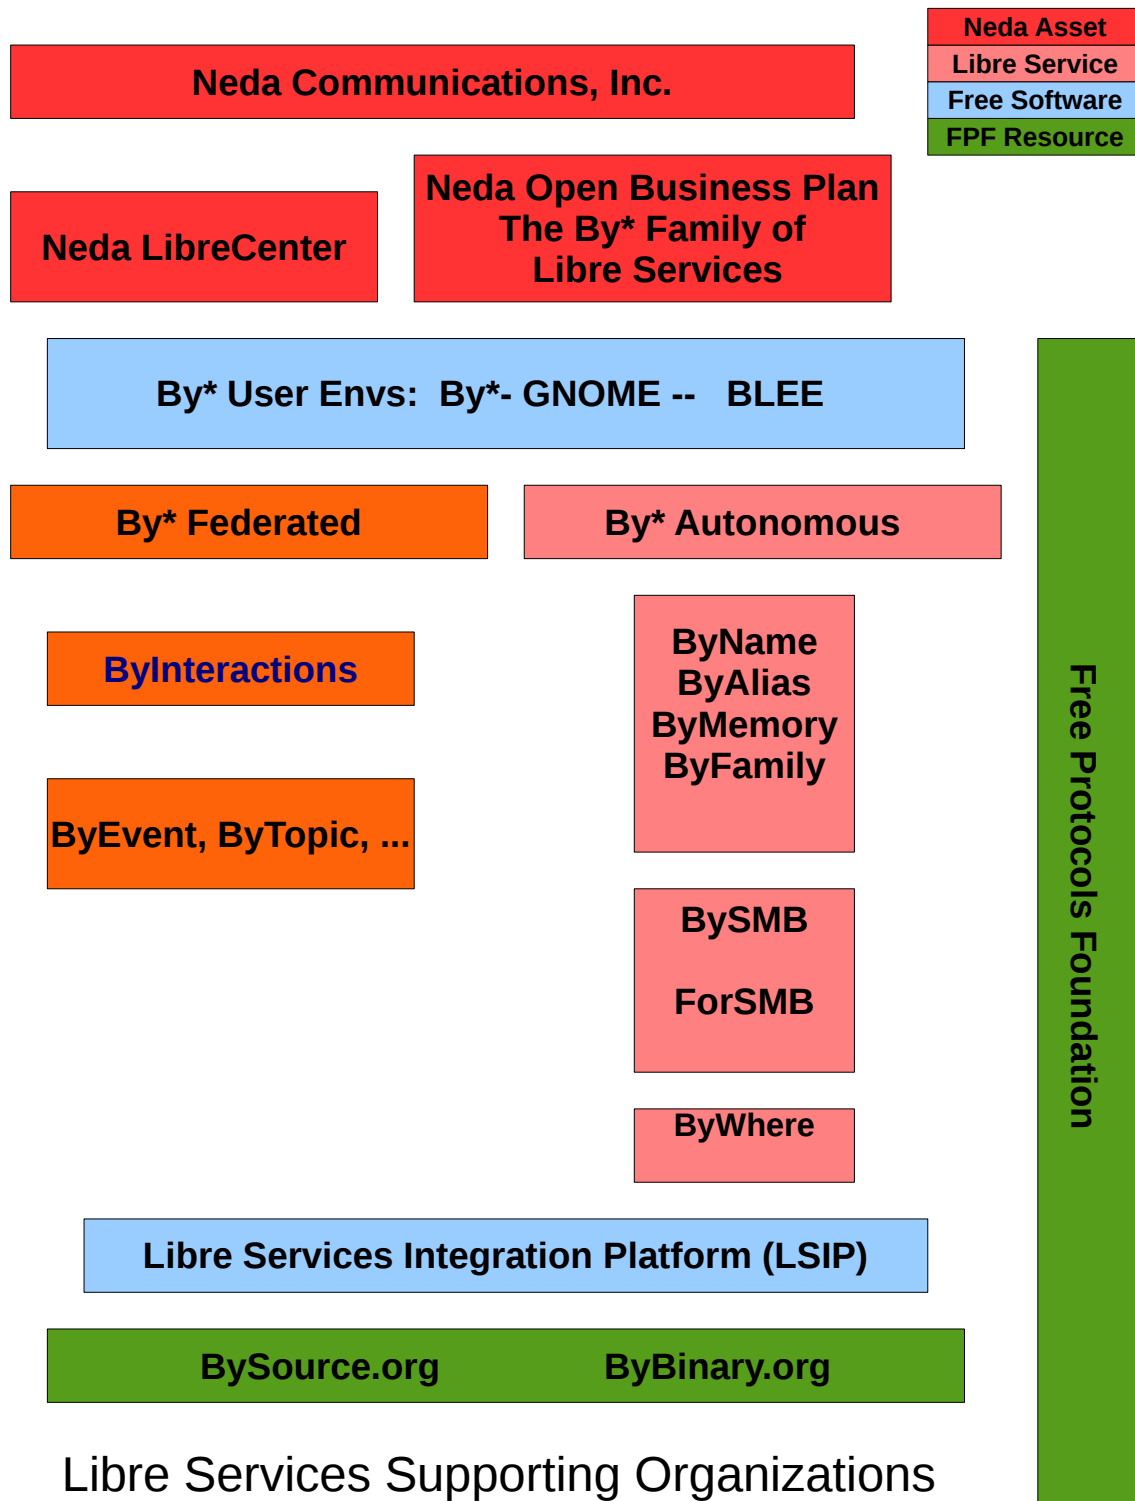 Neda Asset
Libre Service
Free Software
FPF Resource
Neda Communications, Inc.
Neda LibreCenter
Neda Open Business Plan
The By* Family of
Libre Services
By* User Envs:  By*- GNOME --   BLEE
By* Federated
By* Autonomous
ByInteractions
ByEvent, ByTopic, ...
ByName
ByAlias
ByMemory
ByFamily
BySMB
ForSMB
ByWhere
Libre Services Integration Platform (LSIP)
BySource.org
ByBinary.org
Free Protocols Foundation
Libre Services Supporting Organizations